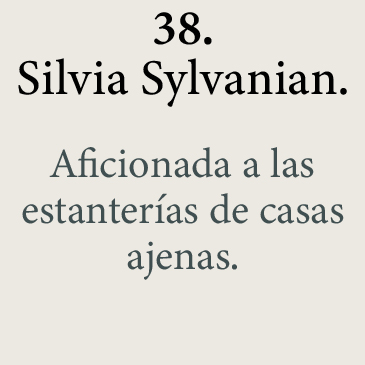 38.
Silvia Sylvanian.
Aficionada a las
estanterías de casas
ajenas.